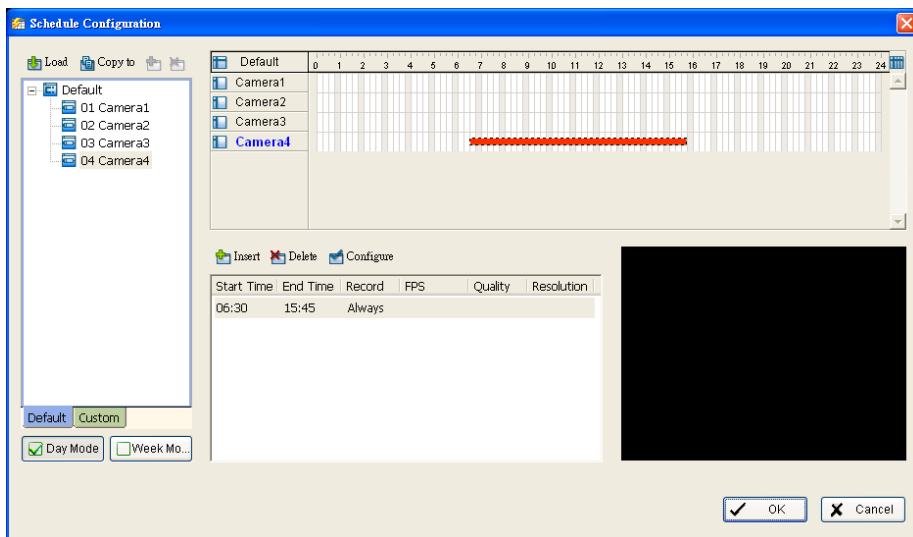 Schedule Configuration
Load Copy to
Default
01 Camera1
02 Camera2
03 Camera3
04 Camera4
Default Custom
Day Mode Week Mo...
Default 0 1 2 3 4 5 6 7 8 9 10 11 12 13 14 15 16 17 18 19 20 21 22 23 24
Camera1
Camera2
Camera3
Camera4
Insert Delete Configure
Start Time End Time Record FPS Quality Resolution
06:30 15:45 Always
OK Cancel